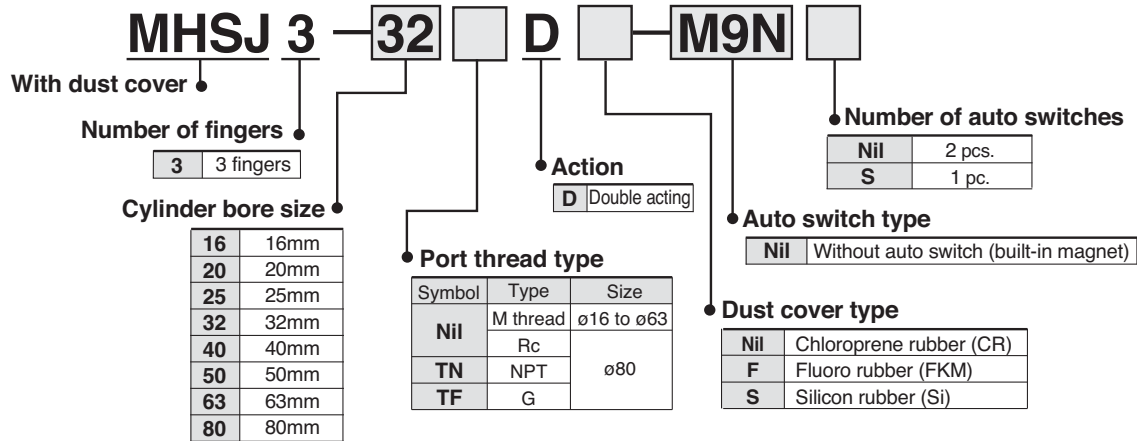 MHSJ 3 — 32 D — M9N
With dust cover
Number of fingers
3 3 fingers
Cylinder bore size
16 16mm
20 20mm
25 25mm
32 32mm
40 40mm
50 50mm
63 63mm
80 80mm
Port thread type
Symbol Type Size
Nil M thread ø16 to ø63
Rc ø80
TN NPT
TF G
Action
D Double acting
Dust cover type
Nil Chloroprene rubber (CR)
F Fluoro rubber (FKM)
S Silicon rubber (Si)
Auto switch type
Nil Without auto switch (built-in magnet)
Number of auto switches
Nil 2 pcs.
S 1 pc.